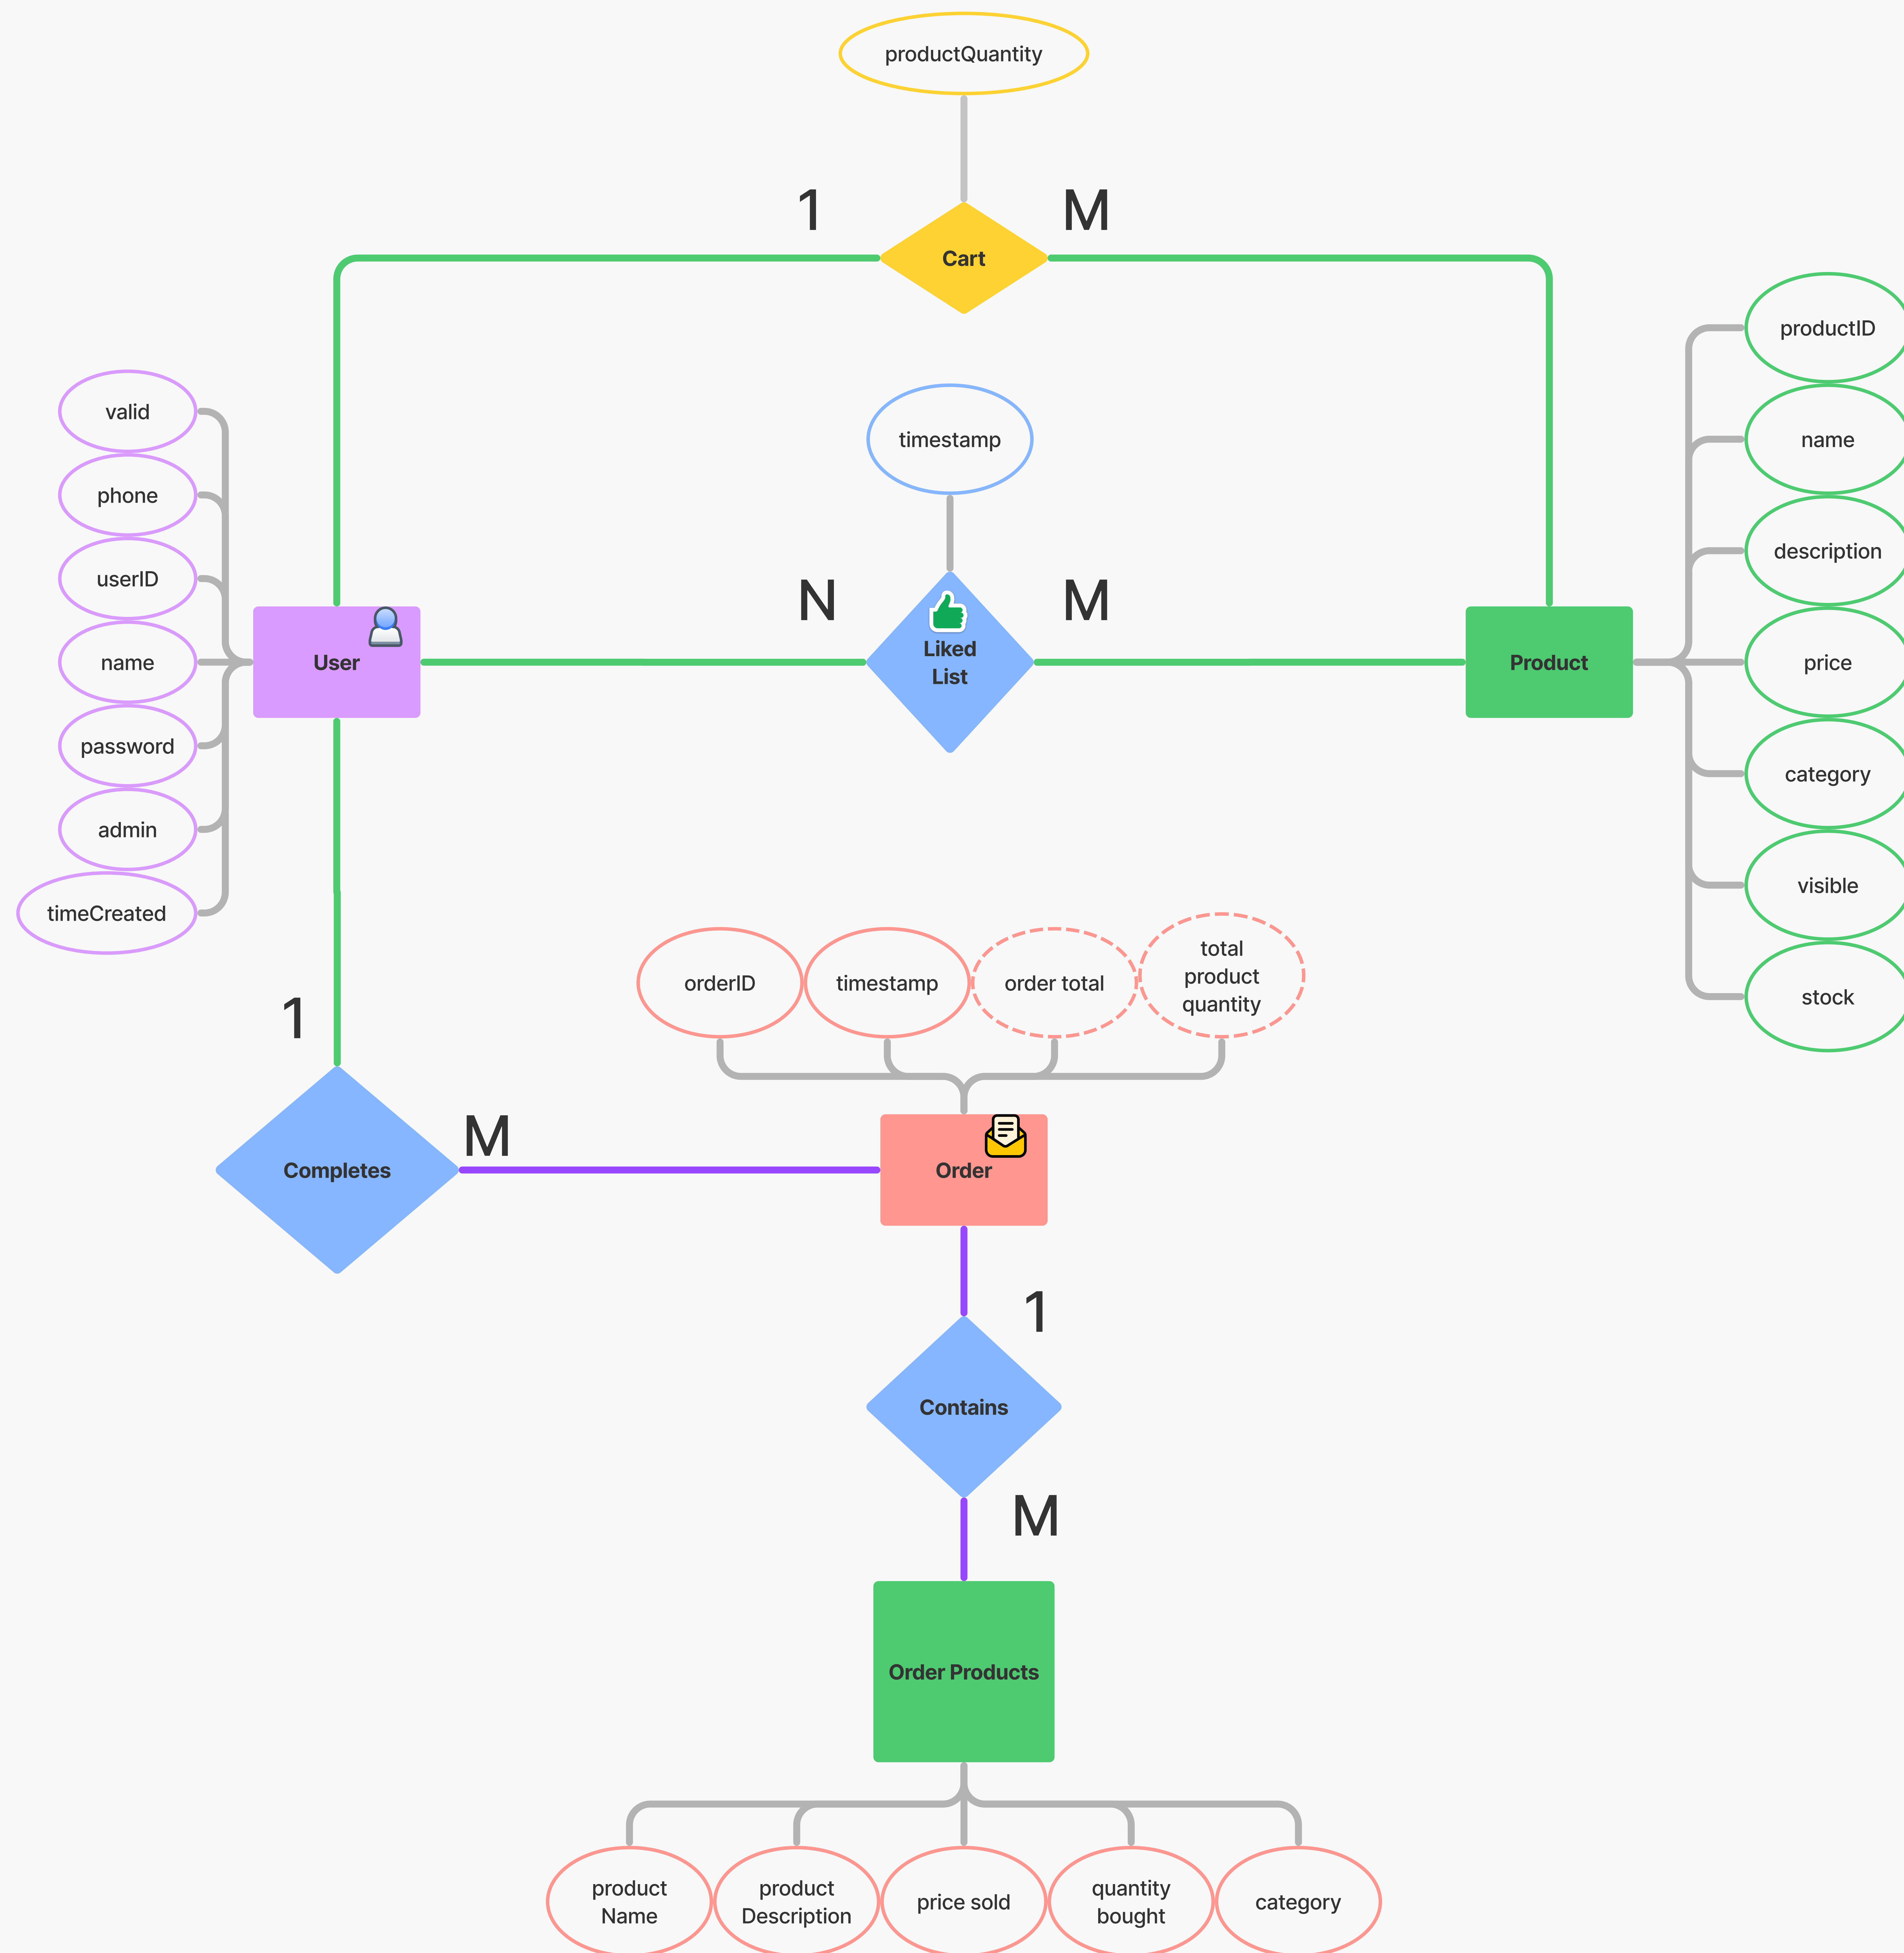 productQuantity
1
M
Cart
productID
valid
timestamp
name
phone
description
userID
N
M
User
name
Liked
List
Product
price
password
category
admin
visible
timeCreated
orderID
timestamp
order total
total
product
quantity
stock
1
M
Completes
Order
1
Contains
M
Order Products
product
Name
product
Description
price sold
quantity
bought
category